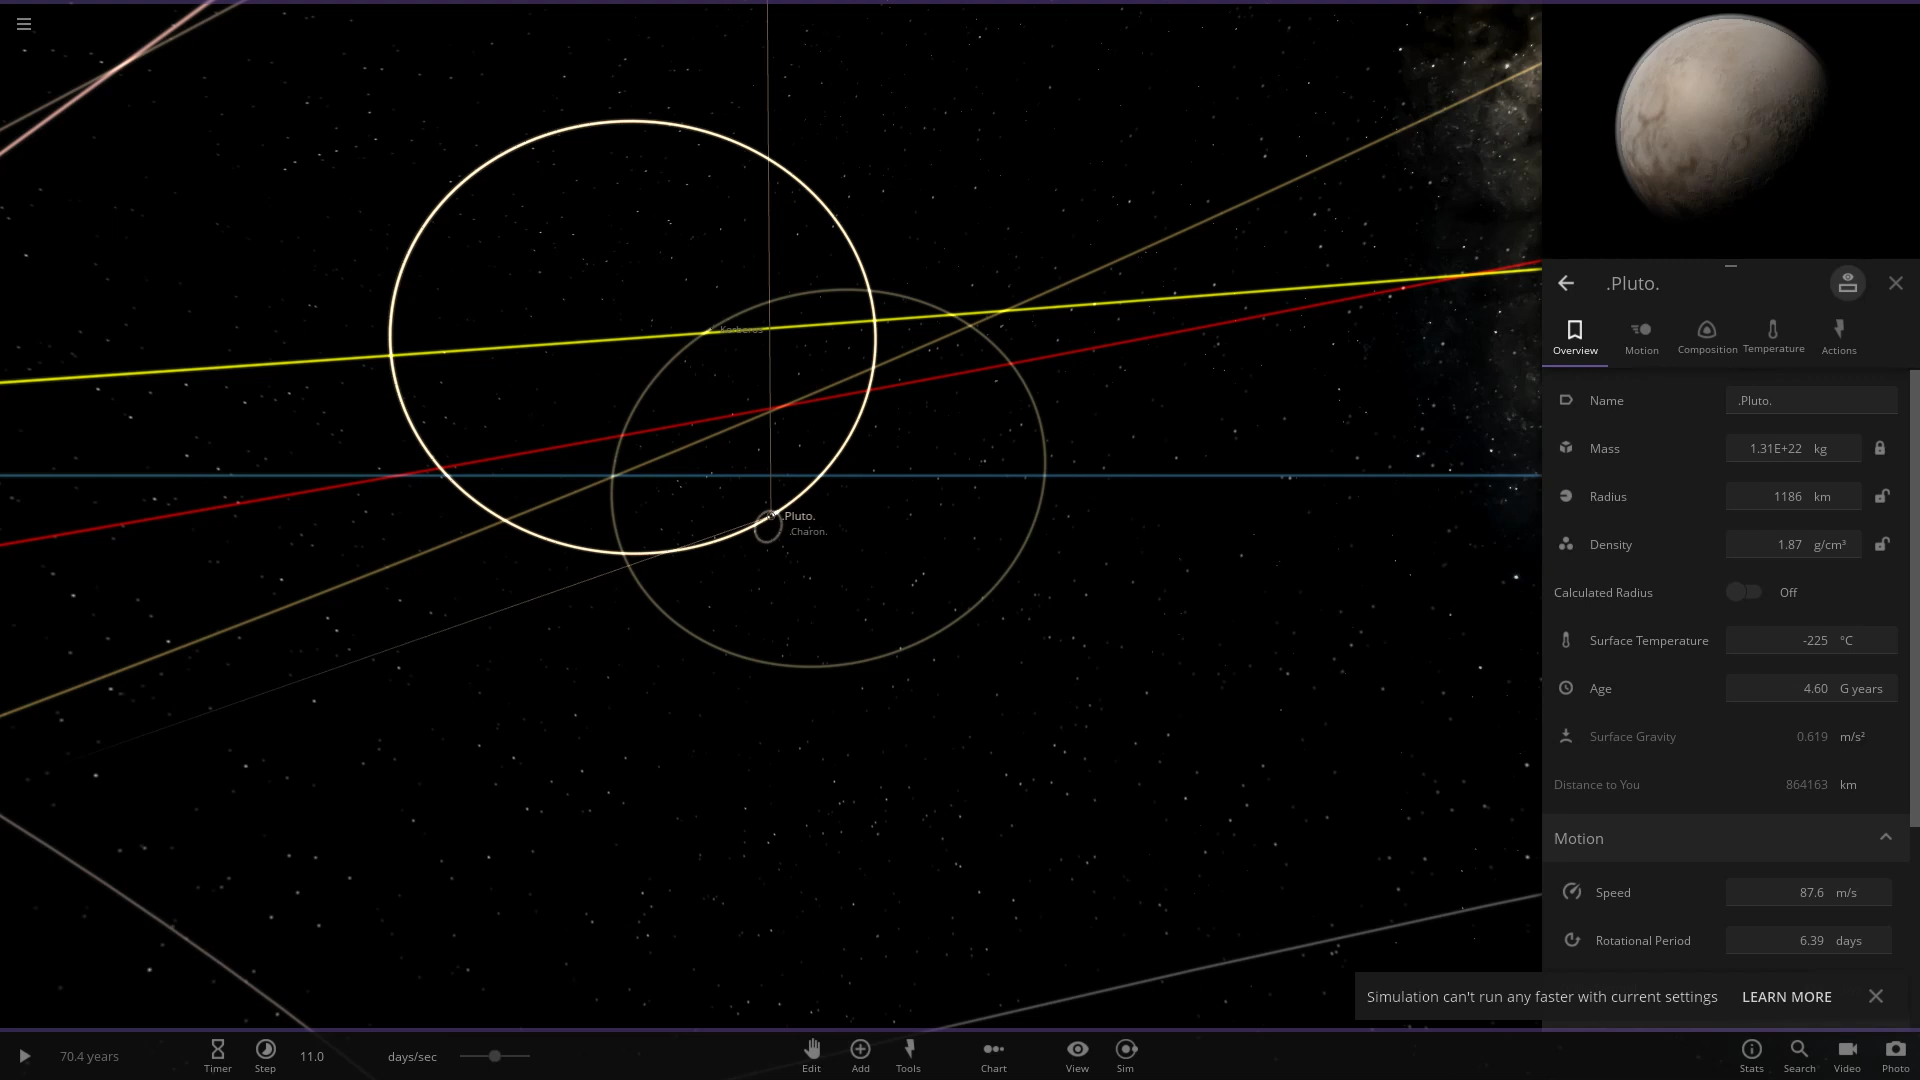 Kerberos
.Pluto.
.Charon.
.Pluto.
Overview
Motion
Composition
Temperature
Actions
Name .Pluto.
Mass 1.31E+22 kg
Radius 1186 km
Density 1.87 g/cm³
Calculated Radius Off
Surface Temperature -225 °C
Age 4.60 G years
Surface Gravity 0.619 m/s²
Distance to You 864163 km
Motion
Speed 87.6 m/s
Rotational Period 6.39 days
Simulation can't run any faster with current settings LEARN MORE
70.4 years
Timer
Step
11.0 days/sec
Edit
Add
Tools
Chart
View
Sim
Stats
Search
Video
Photo